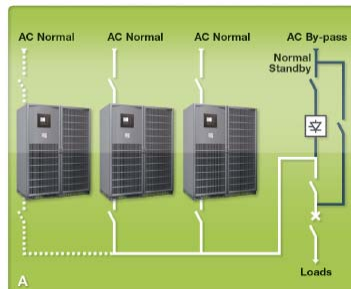 AC Normal AC Normal AC Normal AC By-pass
Normal
Standby
Loads
A